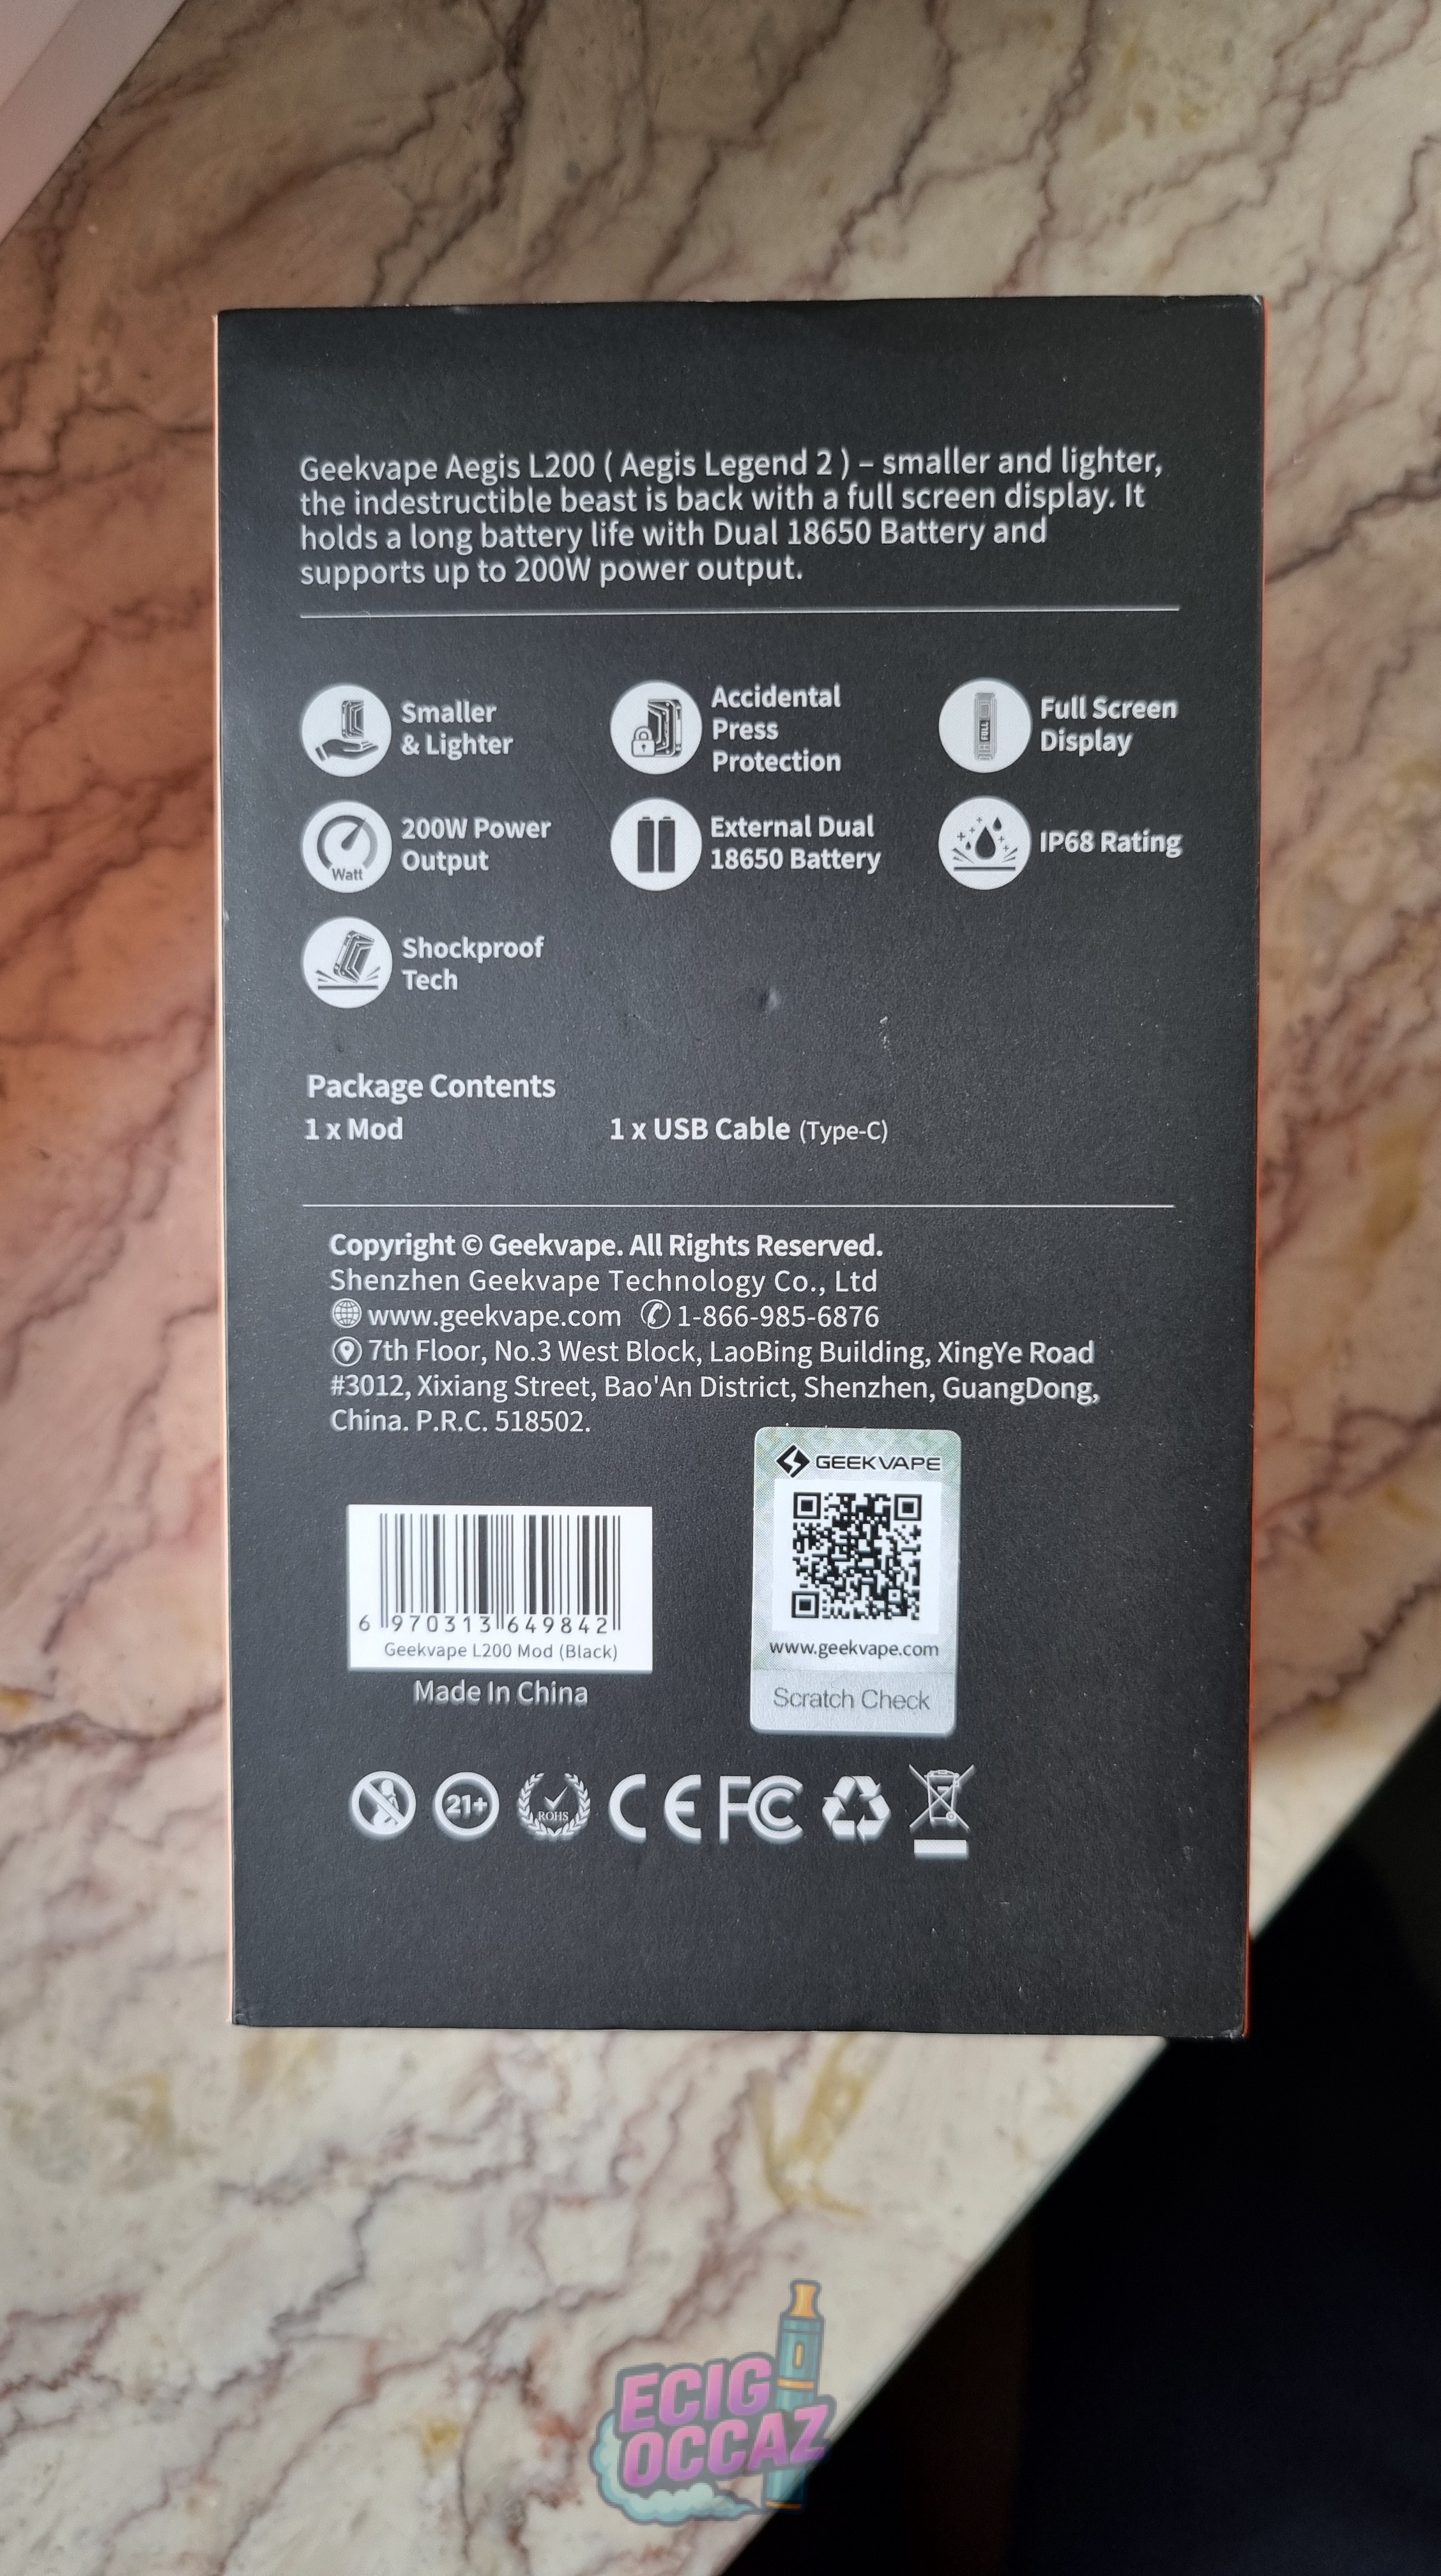 Geekvape Aegis L200 ( Aegis Legend 2 ) – smaller and lighter,
the indestructible beast is back with a full screen display. It
holds a long battery life with Dual 18650 Battery and
supports up to 200W power output.
Smaller
& Lighter
Accidental
Press
Protection
FULL
Full Screen
Display
Watt
200W Power
Output
External Dual
18650 Battery
IP68 Rating
Shockproof
Tech
Package Contents
1 x Mod
1 x USB Cable (Type-C)
Copyright © Geekvape. All Rights Reserved.
Shenzhen Geekvape Technology Co., Ltd
www.geekvape.com 1-866-985-6876
7th Floor, No.3 West Block, LaoBing Building, XingYe Road
#3012, Xixiang Street, Bao'An District, Shenzhen, GuangDong,
China. P.R.C. 518502.
GEEKVAPE
www.geekvape.com
Scratch Check
6 970313 649842
Geekvape L200 Mod (Black)
Made In China
21+
ROHS
CE FC
ECIG
OCCAZ